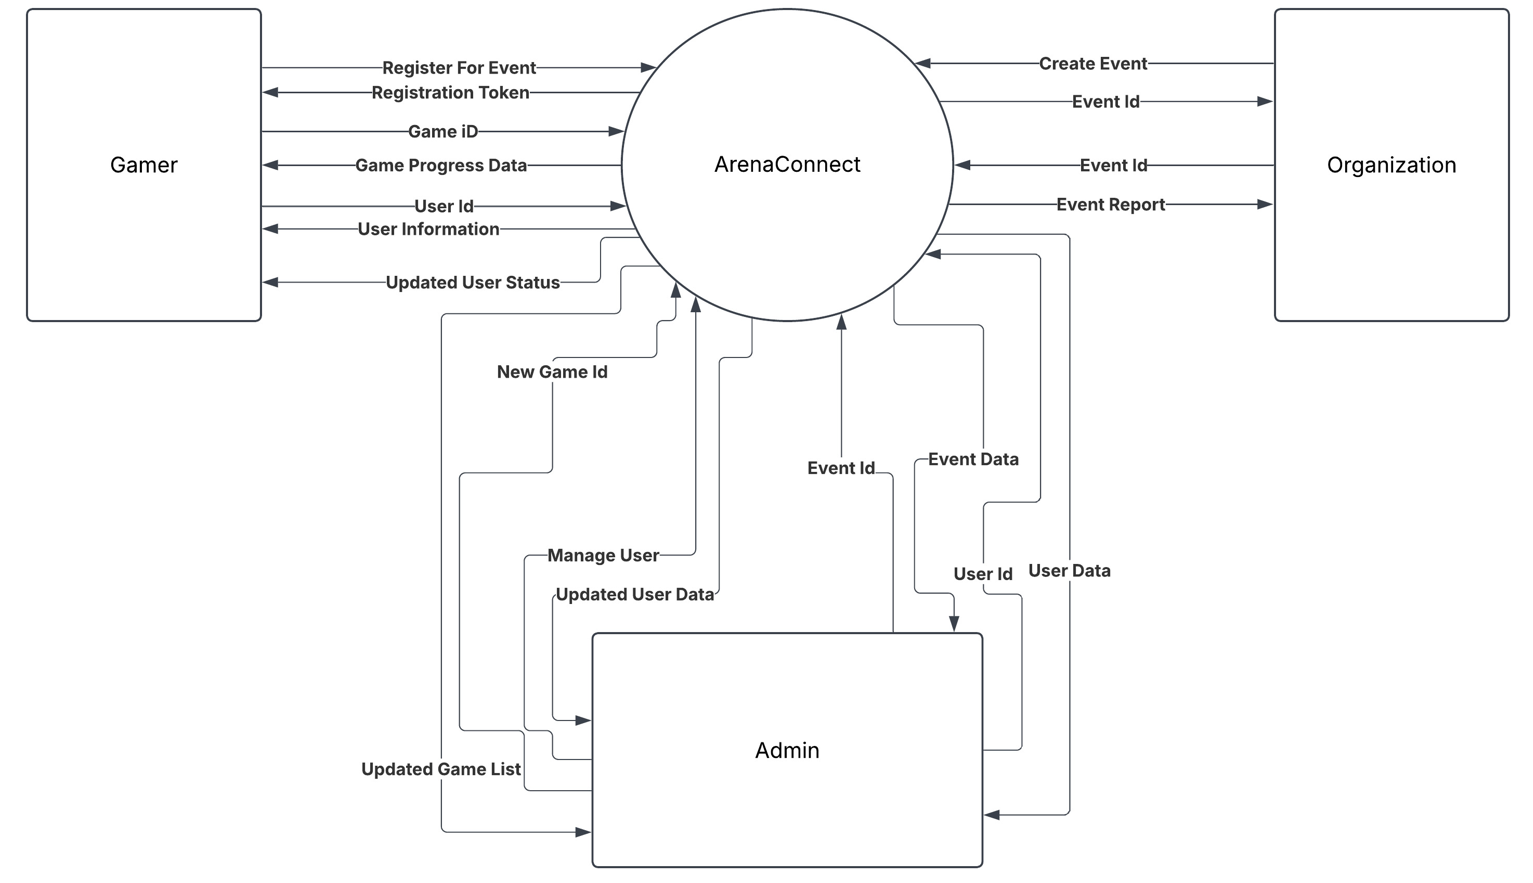 Register For Event
Registration Token
Game iD
Game Progress Data
User Id
User Information
Updated User Status
Gamer
ArenaConnect
Create Event
Event Id
Event Id
Event Report
Organization
New Game Id
Event Id
Event Data
Manage User
Updated User Data
User Id
User Data
Updated Game List
Admin